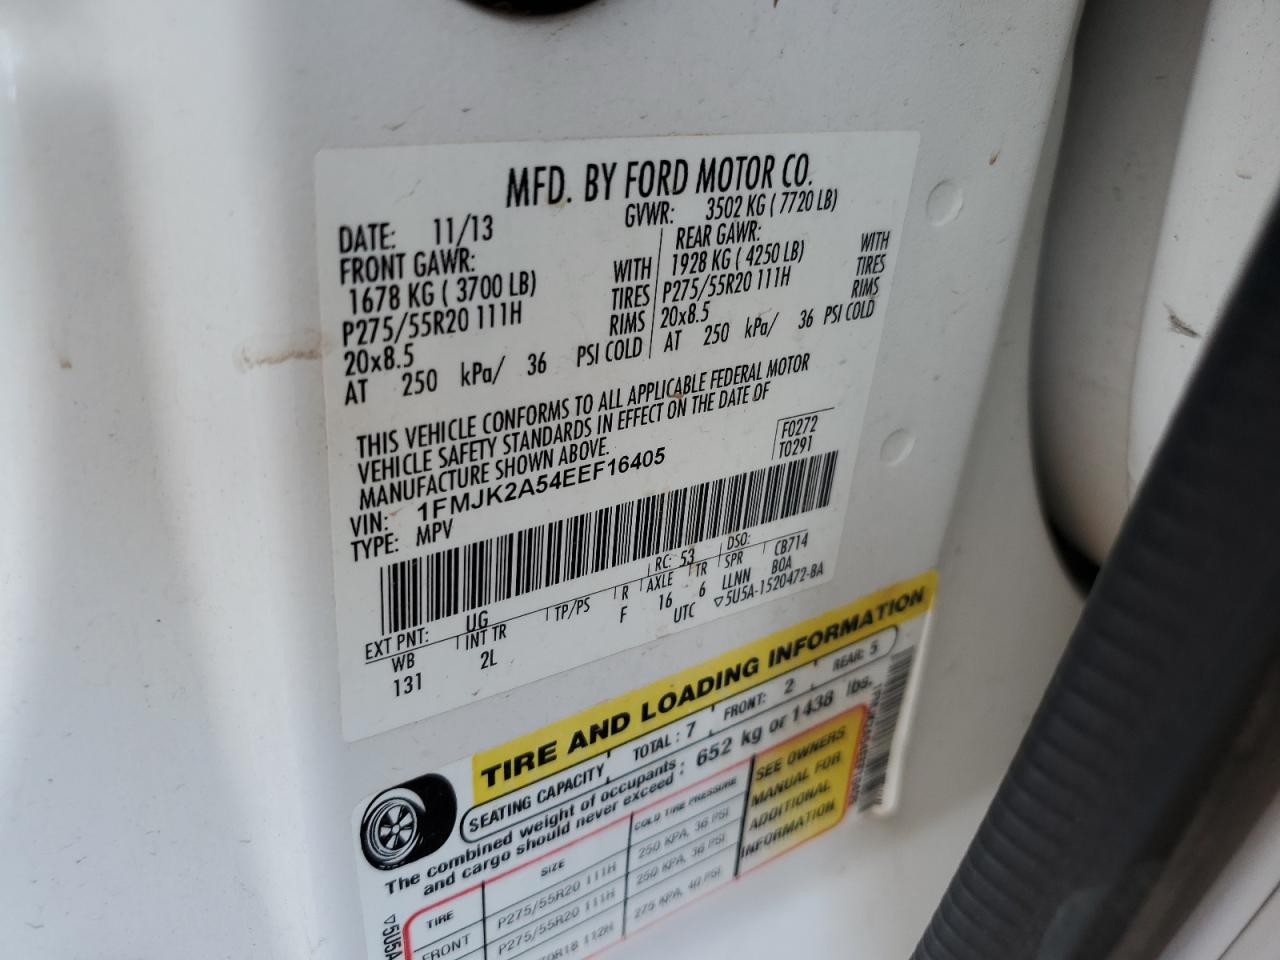 MFD. BY FORD MOTOR CO.
DATE: 11/13 GVWR: 3502 KG ( 7720 LB)
FRONT GAWR: REAR GAWR:
1678 KG ( 3700 LB) WITH 1928 KG ( 4250 LB) WITH
P275/55R20 111H TIRES P275/55R20 111H TIRES
20x8.5 RIMS 20x8.5 RIMS
AT 250 kPa/ 36 PSI COLD AT 250 kPa/ 36 PSI COLD
THIS VEHICLE CONFORMS TO ALL APPLICABLE FEDERAL MOTOR
VEHICLE SAFETY STANDARDS IN EFFECT ON THE DATE OF
MANUFACTURE SHOWN ABOVE.
F0272
T0291
VIN: 1FMJK2A54EEF16405
TYPE: MPV
EXT PNT: UG RC: 53 DSO:
WB INT TR TP/PS R AXLE TR SPR CB714
131 2L F 16 6 LLNN BOA
UTC ▽5U5A-1520472-BA
TIRE AND LOADING INFORMATION
SEATING CAPACITY TOTAL : 7 FRONT: 2 REAR: 5
The combined weight of occupants : 652 kg or 1438 lbs.
and cargo should never exceed
TIRE SIZE COLD TIRE PRESSURE
FRONT P275/55R20 111H 250 KPA, 36 PSI
P275/55R20 111H 250 KPA, 36 PSI
112H 275 KPA, 40 PSI
SEE OWNERS
MANUAL FOR
ADDITIONAL
INFORMATION
▽5U5A